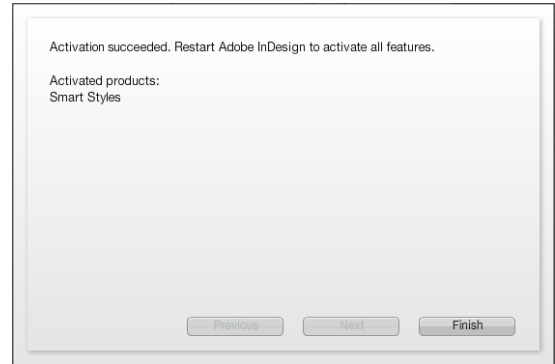 Activation succeeded. Restart Adobe InDesign to activate all features.
Activated products:
Smart Styles
Previous
Next
Finish